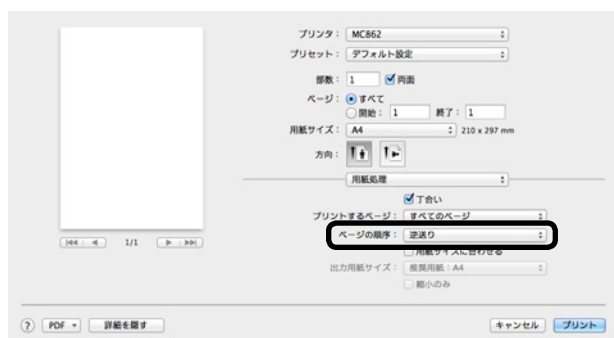 プリンタ： MC862
プリセット： デフォルト設定
部数： 1 両面
ページ： すべて
開始： 1 終了： 1
用紙サイズ： A4 210 x 297 mm
方向：
用紙処理
丁合い
プリントするページ： すべてのページ
ページの順序： 逆送り
用紙サイズに合わせる
出力用紙サイズ： 推奨用紙：A4
縮小のみ
1/1
? PDF 詳細を隠す キャンセル プリント